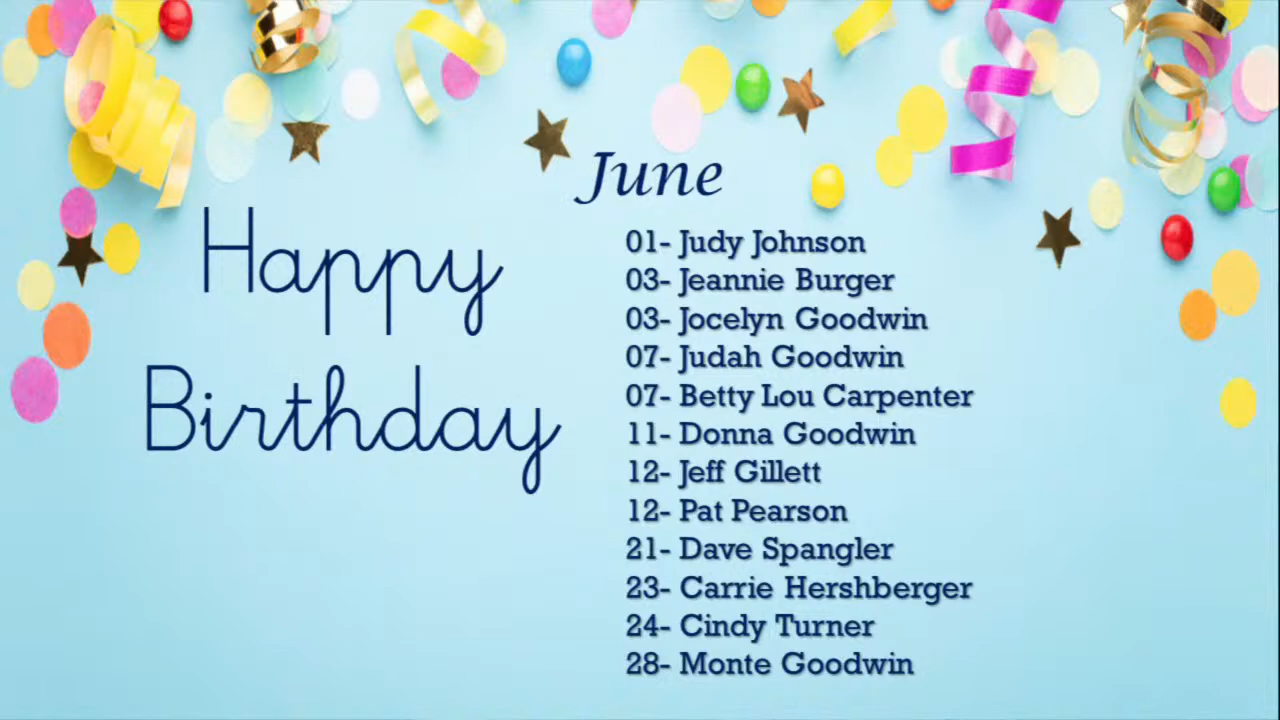 June
Happy
Birthday
01- Judy Johnson
03- Jeannie Burger
03- Jocelyn Goodwin
07- Judah Goodwin
07- Betty Lou Carpenter
11- Donna Goodwin
12- Jeff Gillett
12- Pat Pearson
21- Dave Spangler
23- Carrie Hershberger
24- Cindy Turner
28- Monte Goodwin